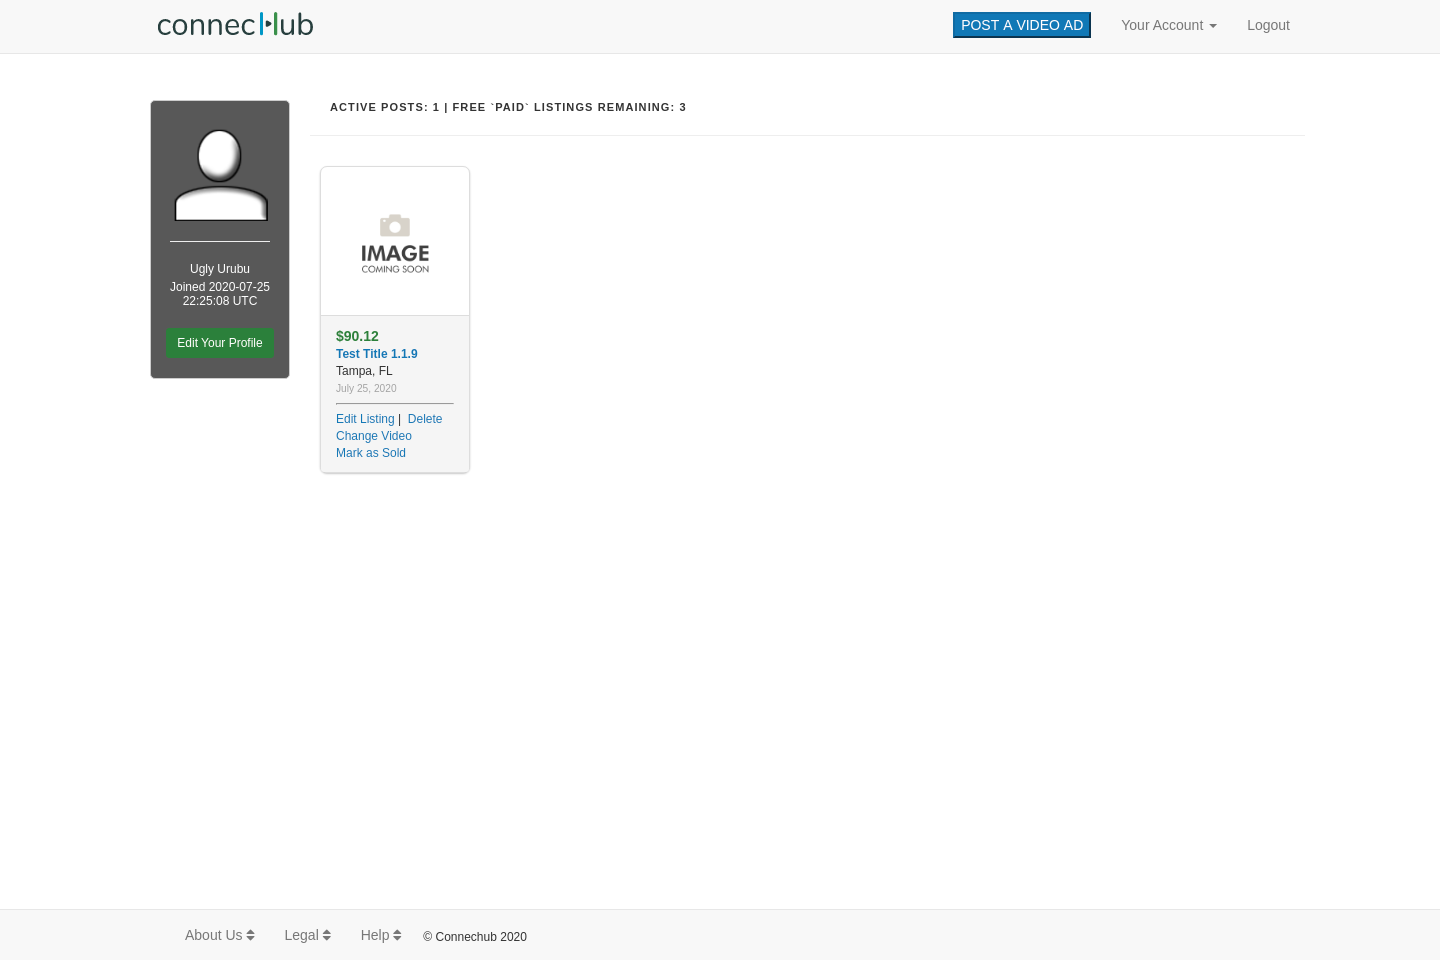 connecHub
POST A VIDEO AD
Your Account
Logout
ACTIVE POSTS: 1 | FREE `PAID` LISTINGS REMAINING: 3
Ugly Urubu
Joined 2020-07-25
22:25:08 UTC
Edit Your Profile
IMAGE
COMING SOON
$90.12
Test Title 1.1.9
Tampa, FL
July 25, 2020
Edit Listing | Delete
Change Video
Mark as Sold
About Us
Legal
Help
© Connechub 2020